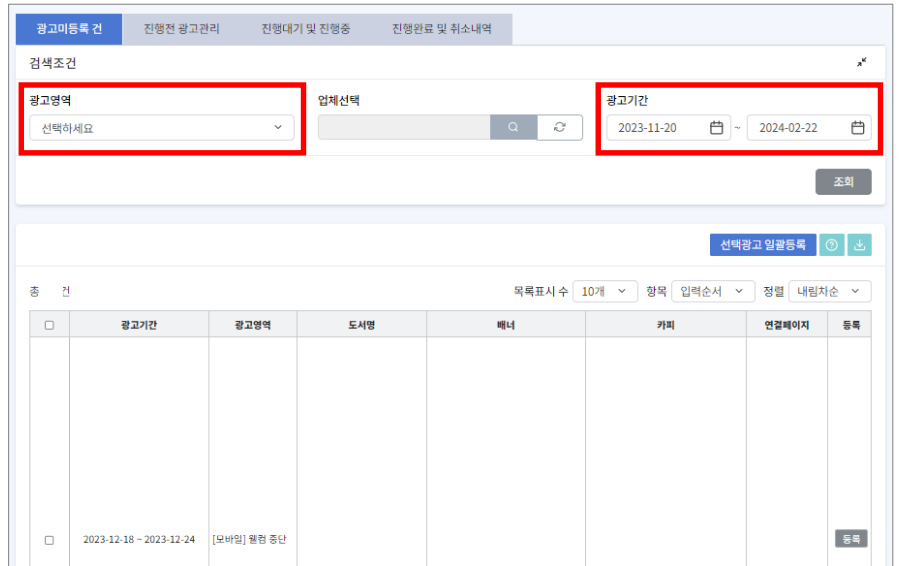 광고미등록 건 진행전 광고관리 진행대기 및 진행중 진행완료 및 취소내역
검색조건
광고영역 업체선택 광고기간
선택하세요 2023-11-20 ~ 2024-02-22
조회
선택광고 일괄등록
총 건 목록표시 수 10개 항목 입력순서 정렬 내림차순
광고기간 광고영역 도서명 배너 카피 연결페이지 등록
2023-12-18 ~ 2023-12-24 [모바일] 웰컴 중단 등록